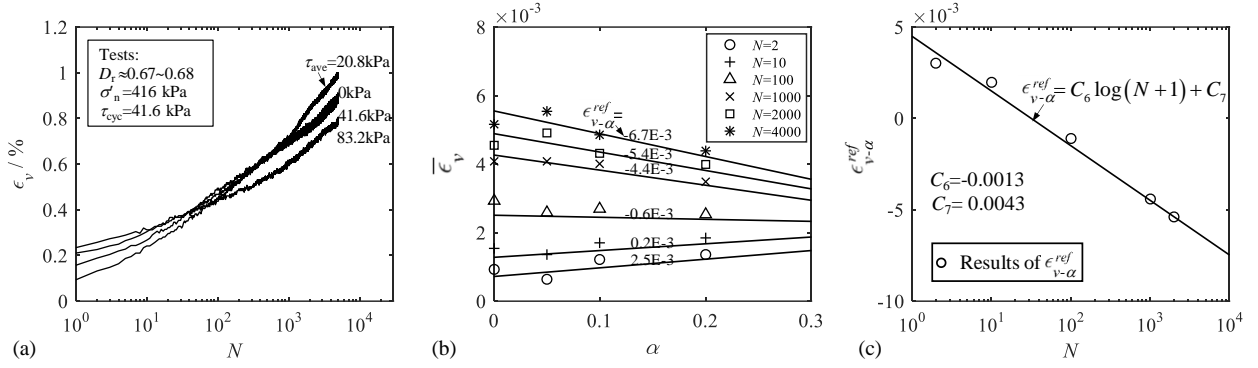 1.2
1
0.8
0.6
0.4
0.2
0
10^0 10^1 10^2 10^3 10^4
ϵ_v / %
N
Tests:
D_r≈0.67~0.68
σ'_n=416 kPa
τ_cyc=41.6 kPa
τ_ave=20.8kPa
0kPa
41.6kPa
83.2kPa
(a)
×10^-3
8
6
4
2
0
0 0.1 0.2 0.3
ϵ̅_v
α
N=2
N=10
N=100
N=1000
N=2000
N=4000
ϵ^ref_v-α=
-6.7E-3
-5.4E-3
-4.4E-3
-0.6E-3
0.2E-3
2.5E-3
(b)
×10^-3
5
0
-5
-10
10^0 10^1 10^2 10^3 10^4
ϵ^ref_v-α
N
ϵ^ref_v-α= C_6 log(N+1)+C_7
C_6=-0.0013
C_7= 0.0043
Results of ϵ^ref_v-α
(c)